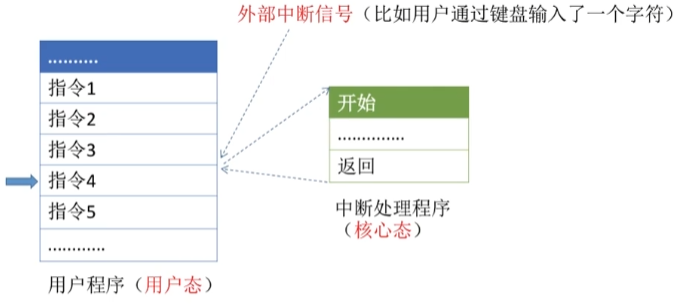 外部中断信号（比如用户通过键盘输入了一个字符）
..........
指令1
指令2
指令3
指令4
指令5
............
用户程序（用户态）
开始
..............
返回
中断处理程序
（核心态）